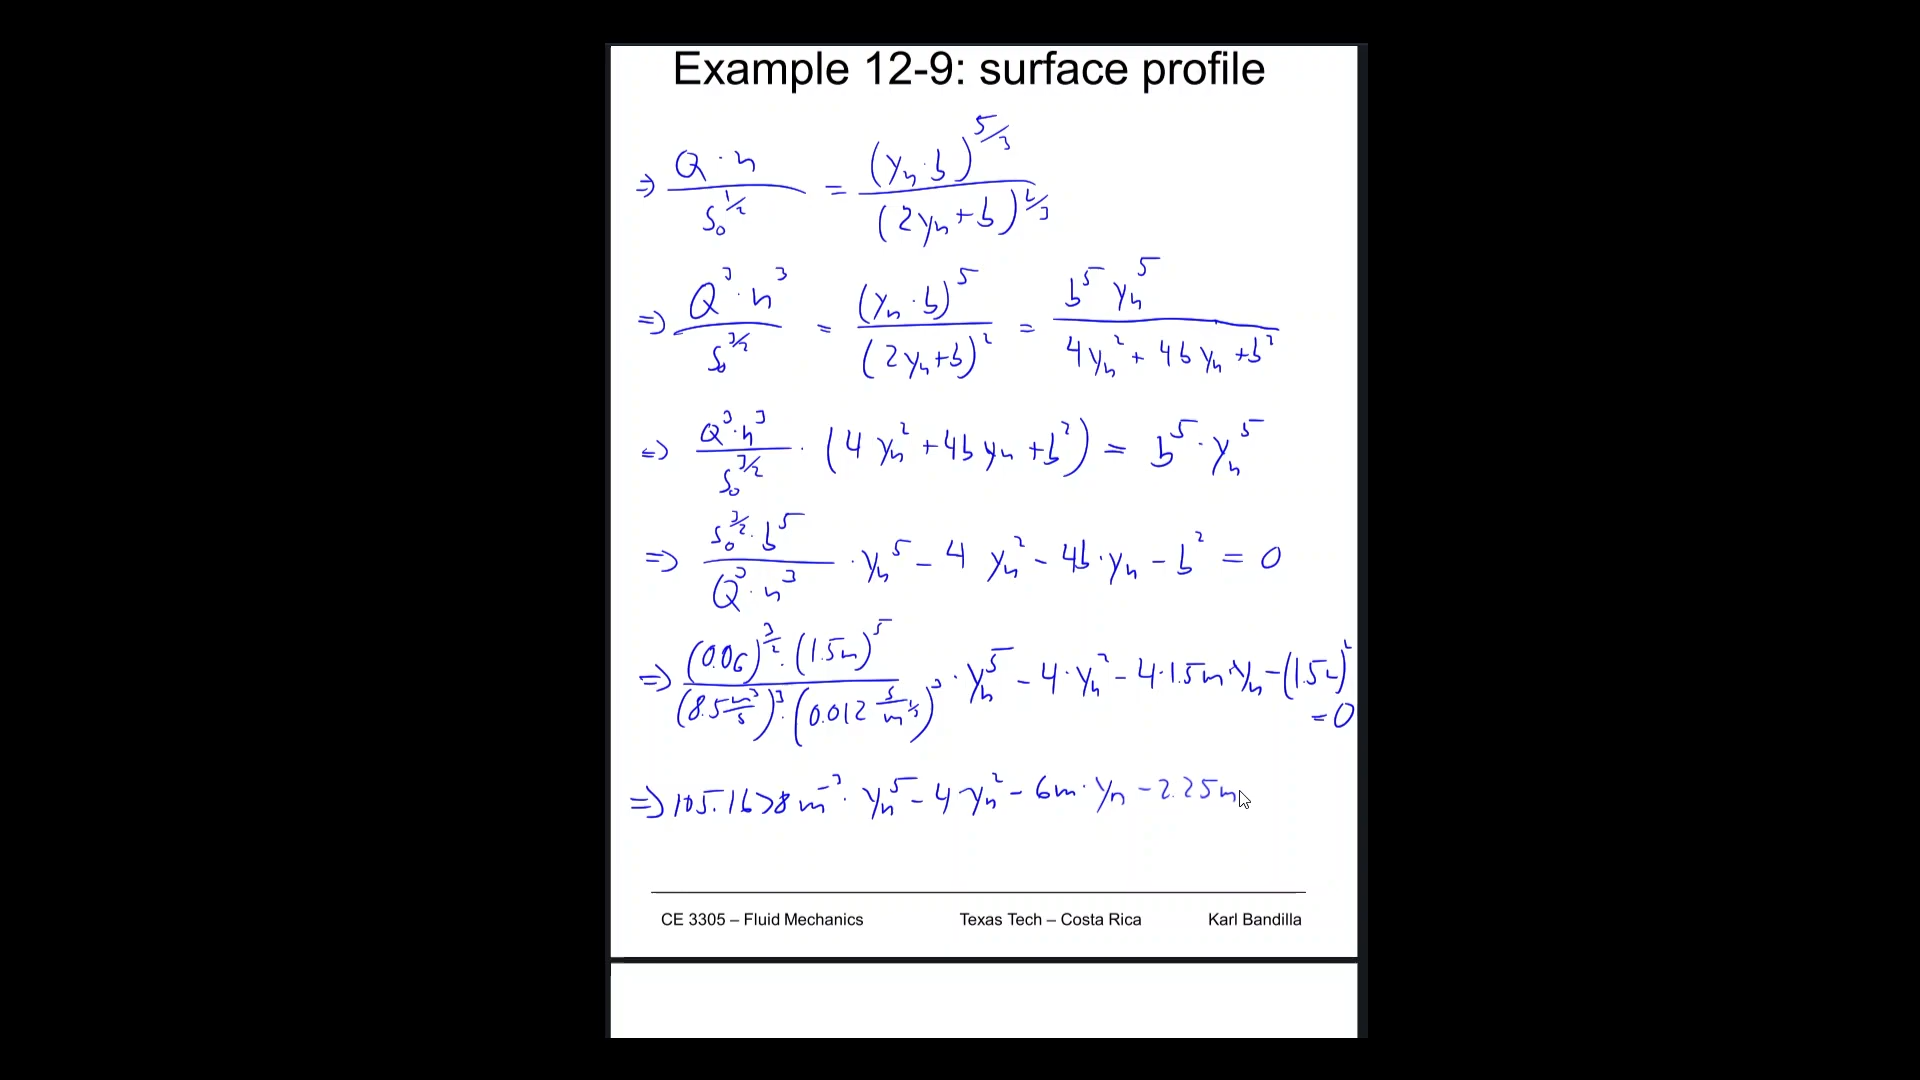 Example 12-9: surface profile
⇒ Q·n / S₀^(1/2) = (yn·b)^(5/3) / (2yn+b)^(2/3)
⇒ Q³·n³ / S₀^(3/2) = (yn·b)⁵ / (2yn+b)² = b⁵ yn⁵ / 4yn² + 4b yn + b²
⇒ Q³·n³ / S₀^(3/2) · (4 yn² + 4b yn + b²) = b⁵ · yn⁵
⇒ S₀^(3/2) · b⁵ / Q³ · n³ · yn⁵ - 4 yn² - 4b·yn - b² = 0
⇒ (0.06)^(3/2) · (1.5m)⁵ / (8.5 m³/s)³ · (0.012 s/m^(1/3))³ · yn⁵ - 4·yn² - 4·1.5m·yn - (1.5m)² = 0
⇒ 105.1678 m⁻³ · yn⁵ - 4 yn² - 6m·yn - 2.25m
CE 3305 – Fluid Mechanics Texas Tech – Costa Rica Karl Bandilla